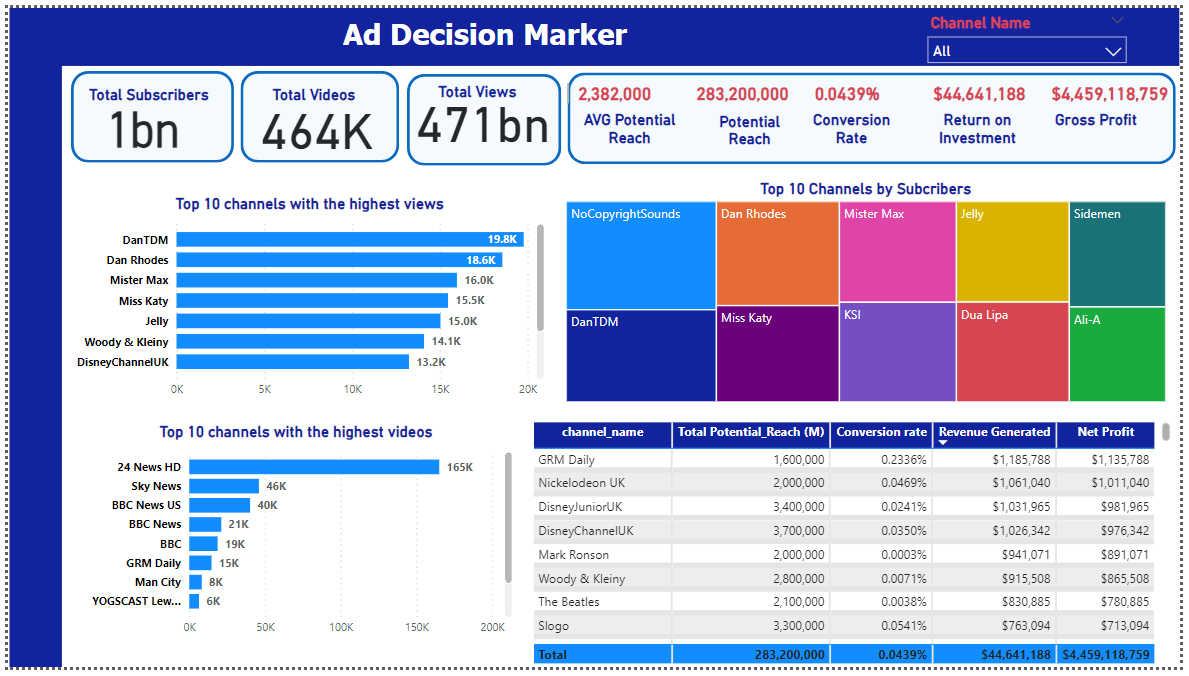 Ad Decision Marker
Channel Name
All
Total Subscribers
1bn
Total Videos
464K
Total Views
471bn
2,382,000
AVG Potential
Reach
283,200,000
Potential
Reach
0.0439%
Conversion
Rate
$44,641,188
Return on
Investment
$4,459,118,759
Gross Profit
Top 10 channels with the highest views
DanTDM 19.8K
Dan Rhodes 18.6K
Mister Max 16.0K
Miss Katy 15.5K
Jelly 15.0K
Woody & Kleiny 14.1K
DisneyChannelUK 13.2K
0K 5K 10K 15K 20K
Top 10 Channels by Subcribers
NoCopyrightSounds
DanTDM
Dan Rhodes
Miss Katy
Mister Max
KSI
Jelly
Dua Lipa
Sidemen
Ali-A
Top 10 channels with the highest videos
24 News HD 165K
Sky News 46K
BBC News US 40K
BBC News 21K
BBC 19K
GRM Daily 15K
Man City 8K
YOGSCAST Lew... 6K
0K 50K 100K 150K 200K
channel_name Total Potential_Reach (M) Conversion rate Revenue Generated Net Profit
GRM Daily 1,600,000 0.2336% $1,185,788 $1,135,788
Nickelodeon UK 2,000,000 0.0469% $1,061,040 $1,011,040
DisneyJuniorUK 3,400,000 0.0241% $1,031,965 $981,965
DisneyChannelUK 3,700,000 0.0350% $1,026,342 $976,342
Mark Ronson 2,000,000 0.0003% $941,071 $891,071
Woody & Kleiny 2,800,000 0.0071% $915,508 $865,508
The Beatles 2,100,000 0.0038% $830,885 $780,885
Slogo 3,300,000 0.0541% $763,094 $713,094
Total 283,200,000 0.0439% $44,641,188 $4,459,118,759